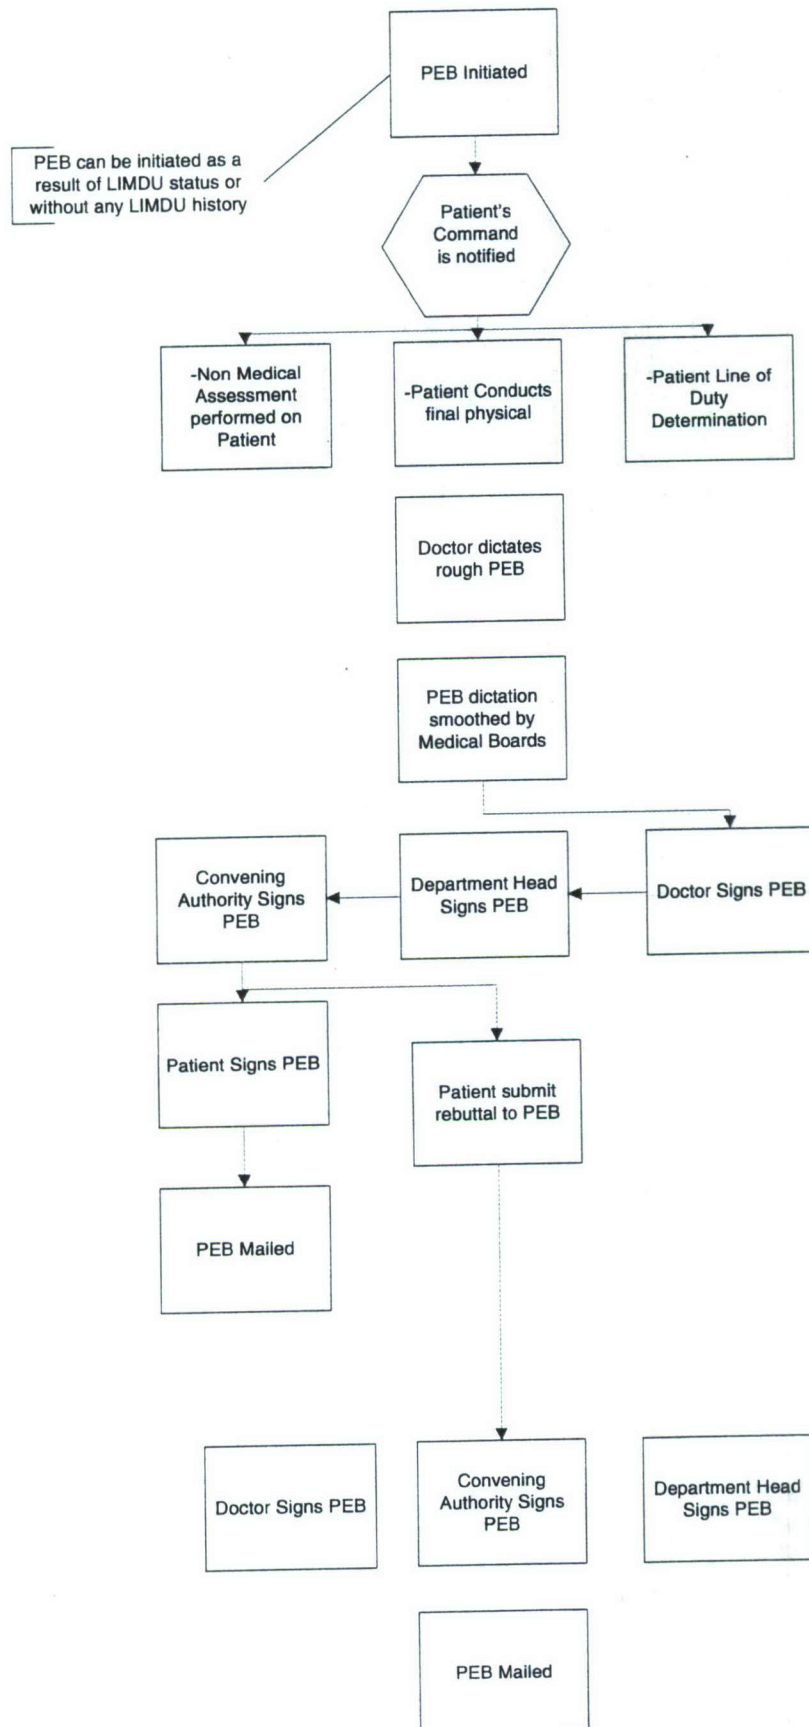 PEB Initiated
PEB can be initiated as a
result of LIMDU status or
without any LIMDU history
Patient's
Command
is notified
-Non Medical
Assessment
performed on
Patient
-Patient Conducts
final physical
-Patient Line of
Duty
Determination
Doctor dictates
rough PEB
PEB dictation
smoothed by
Medical Boards
Convening
Authority Signs
PEB
Department Head
Signs PEB
Doctor Signs PEB
Patient Signs PEB
Patient submit
rebuttal to PEB
PEB Mailed
Doctor Signs PEB
Convening
Authority Signs
PEB
Department Head
Signs PEB
PEB Mailed